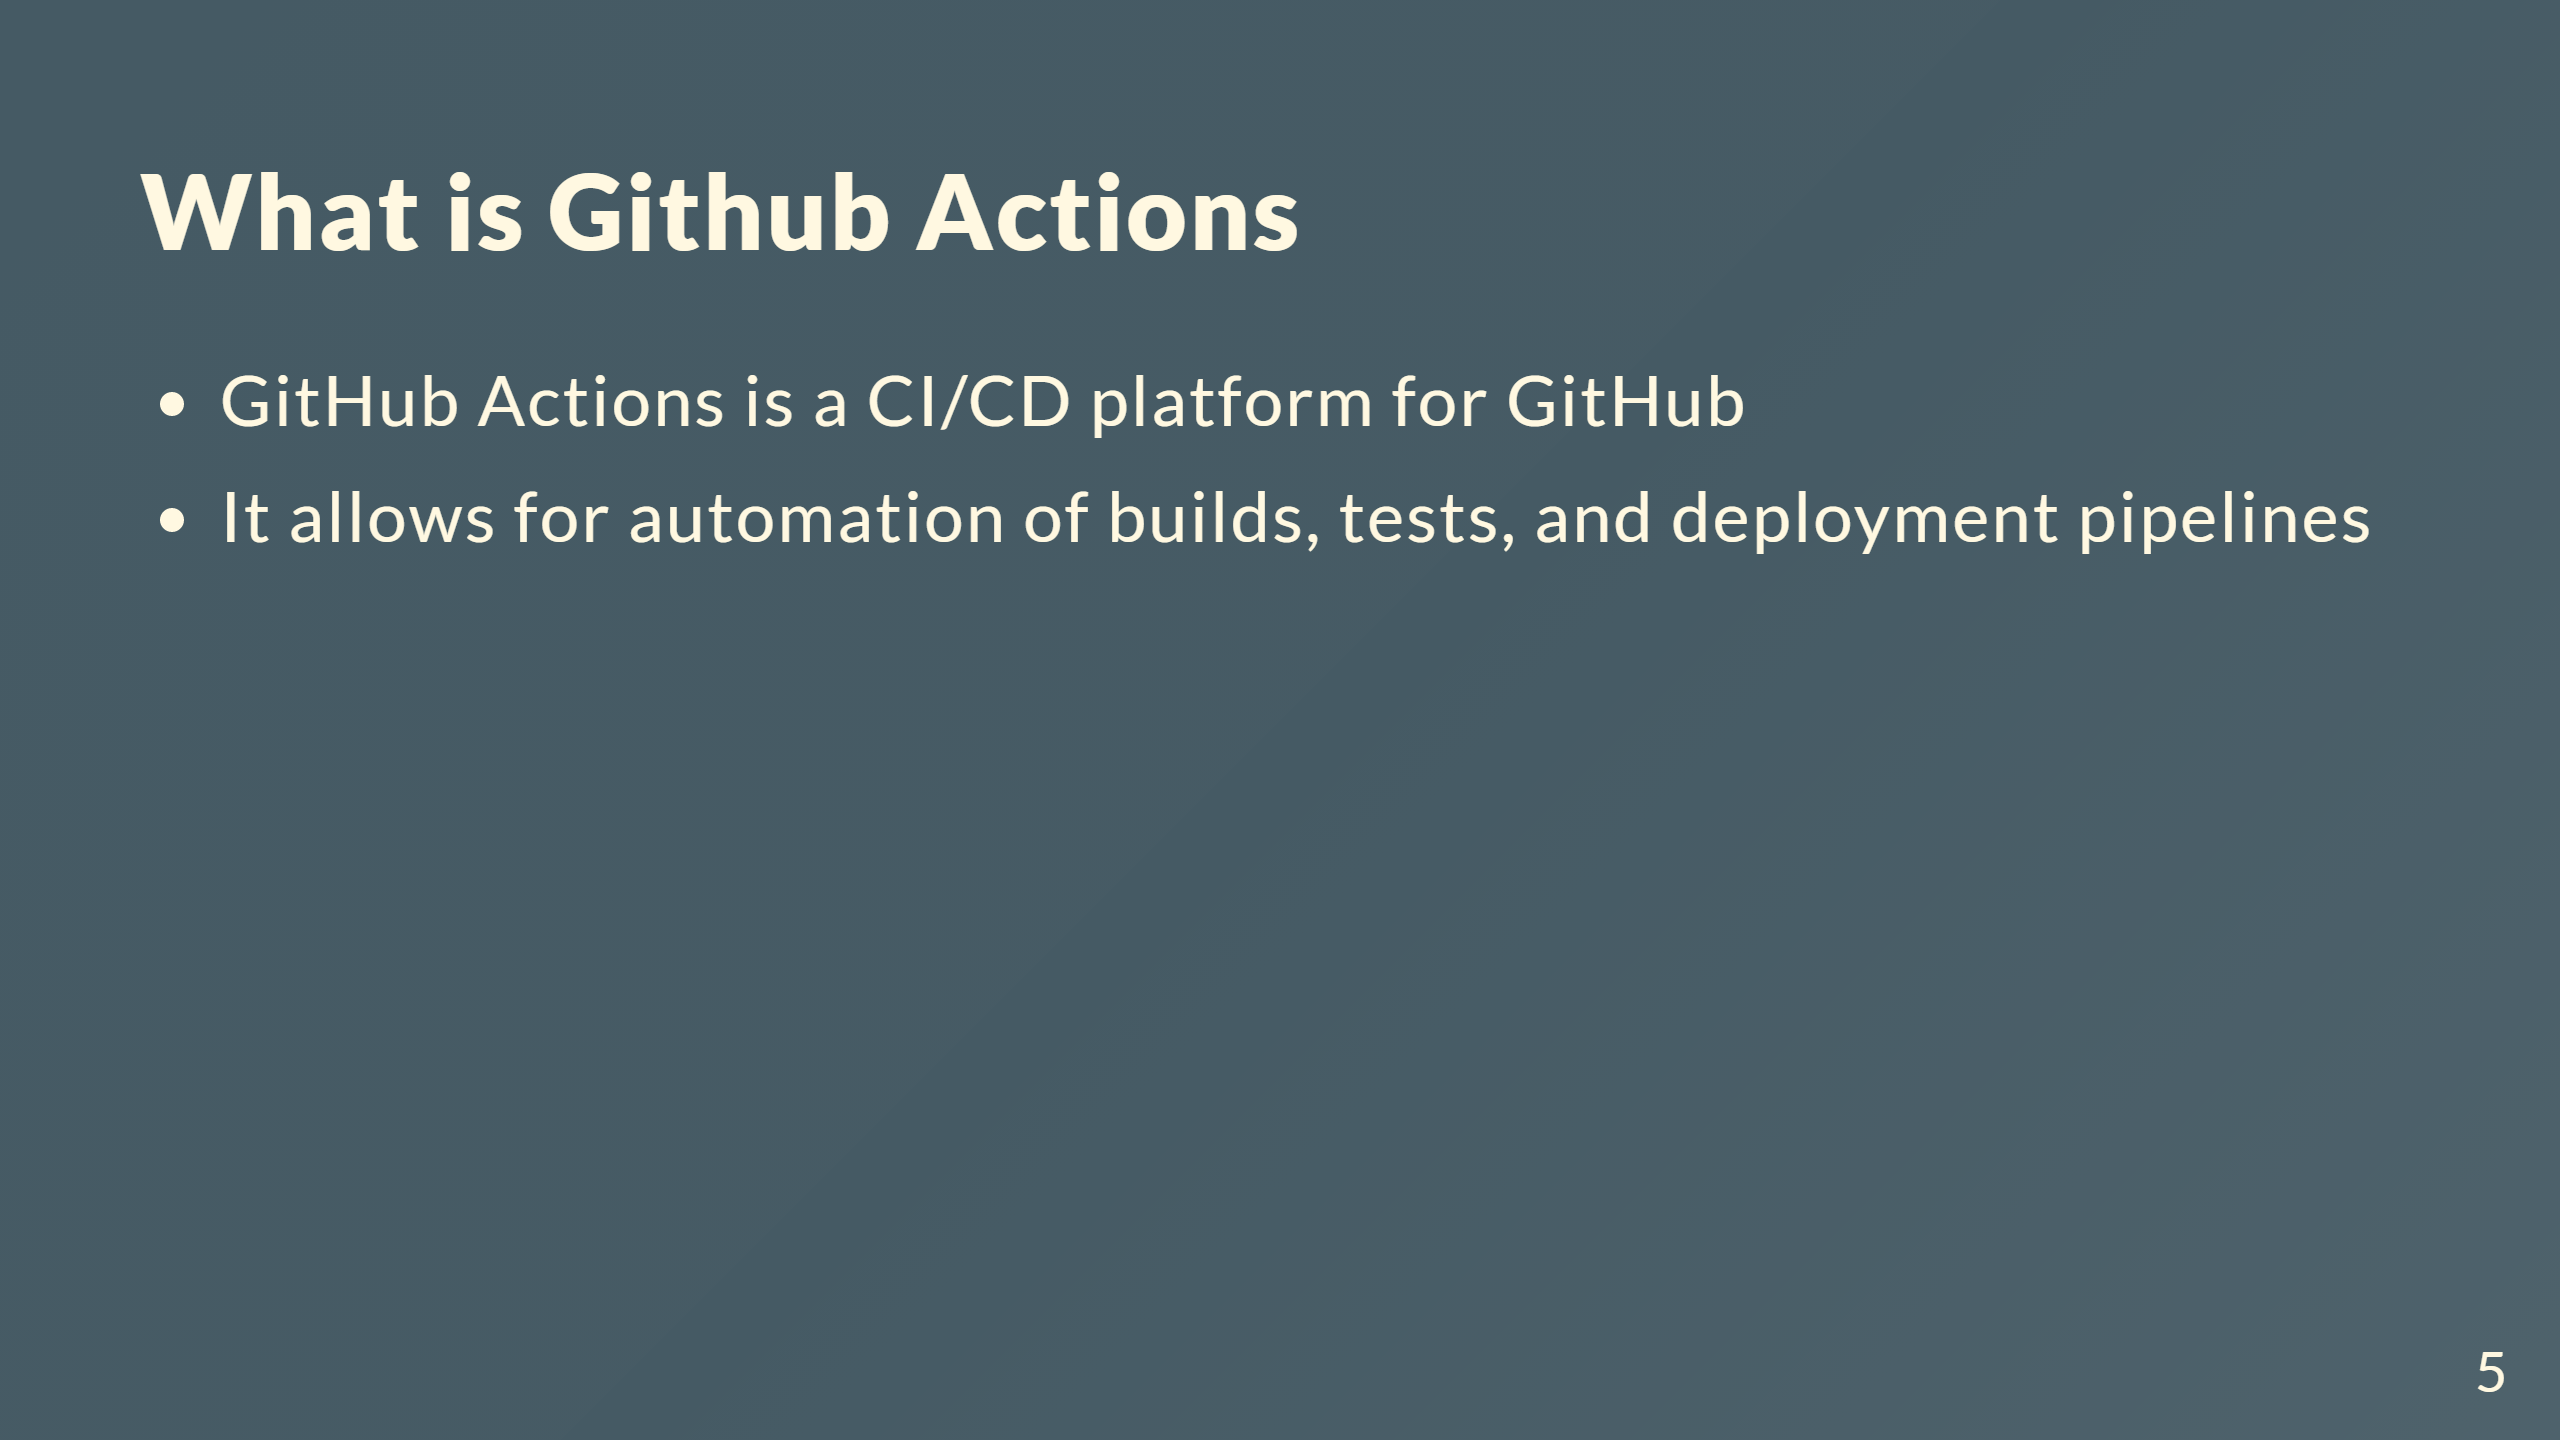 What is Github Actions
• GitHub Actions is a CI/CD platform for GitHub
• It allows for automation of builds, tests, and deployment pipelines
5